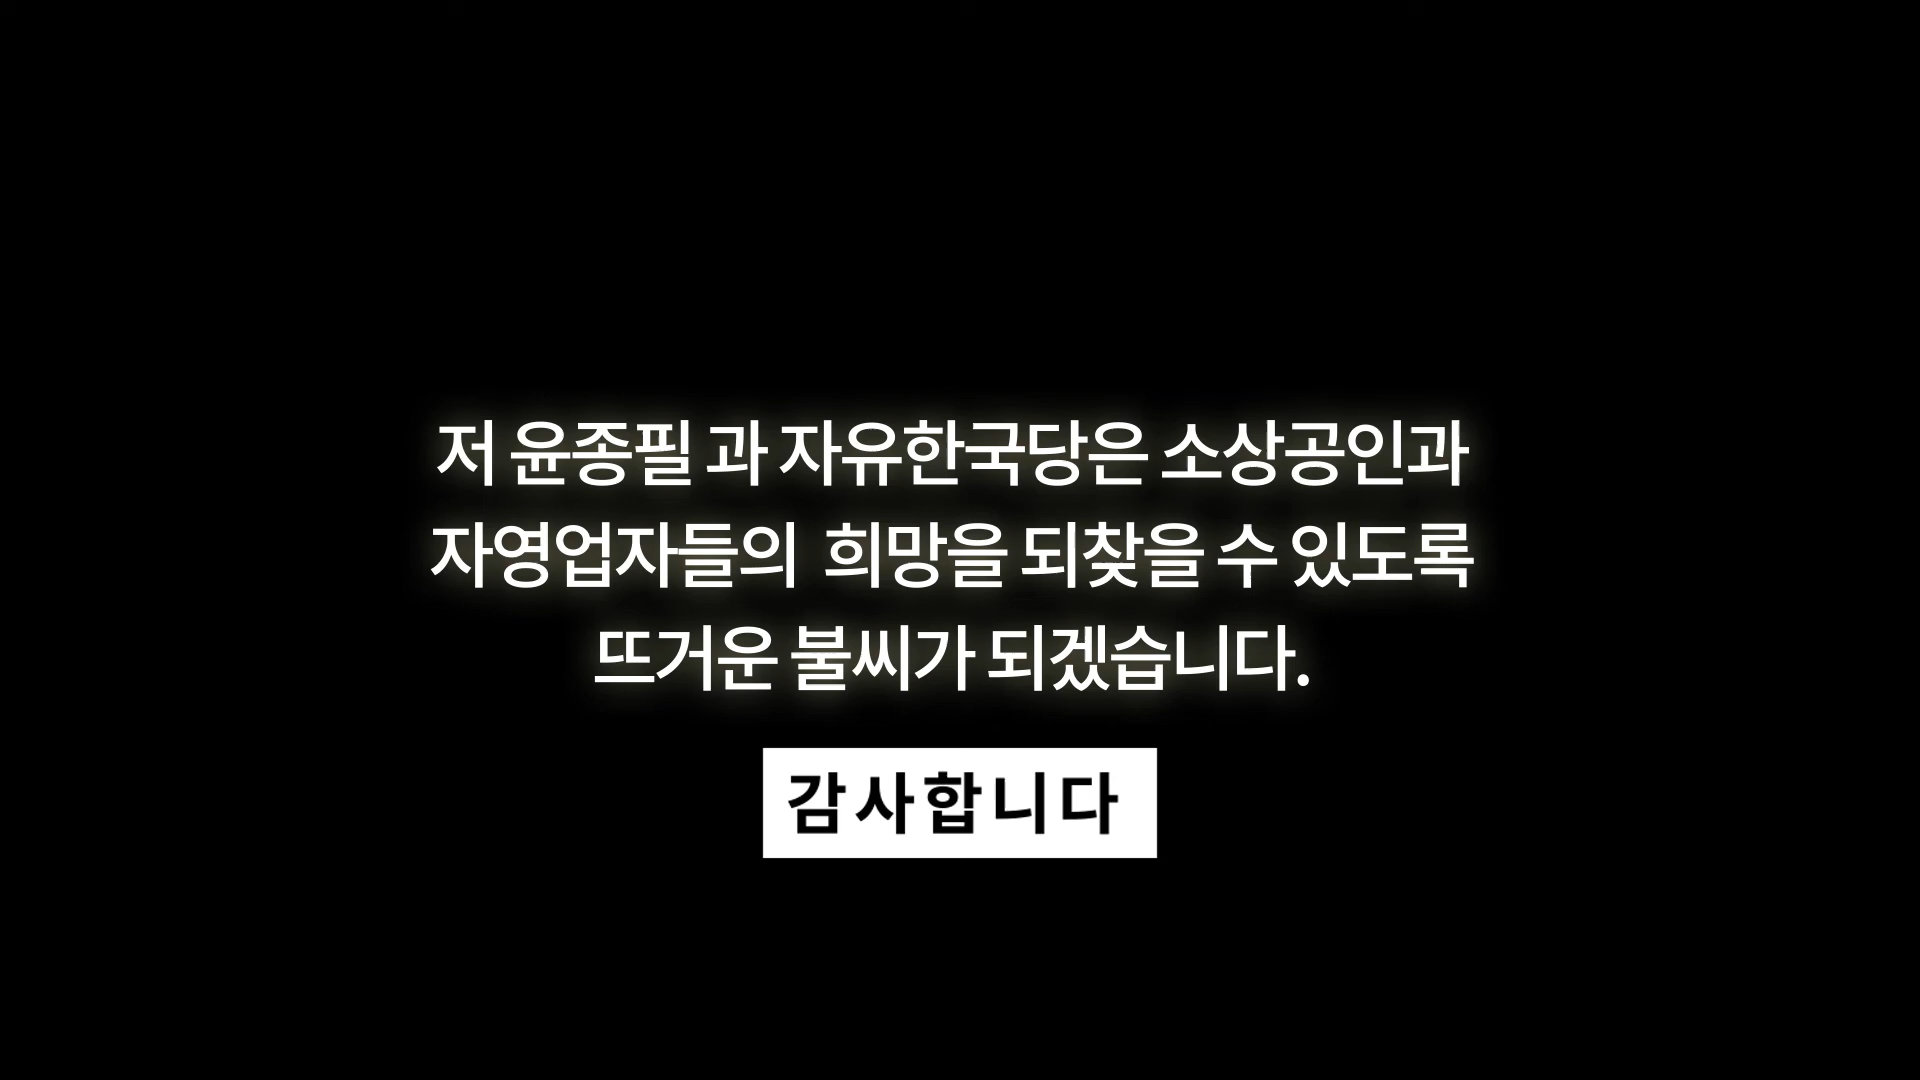 저 윤종필 과 자유한국당은 소상공인과
자영업자들의 희망을 되찾을 수 있도록
뜨거운 불씨가 되겠습니다.
감사합니다